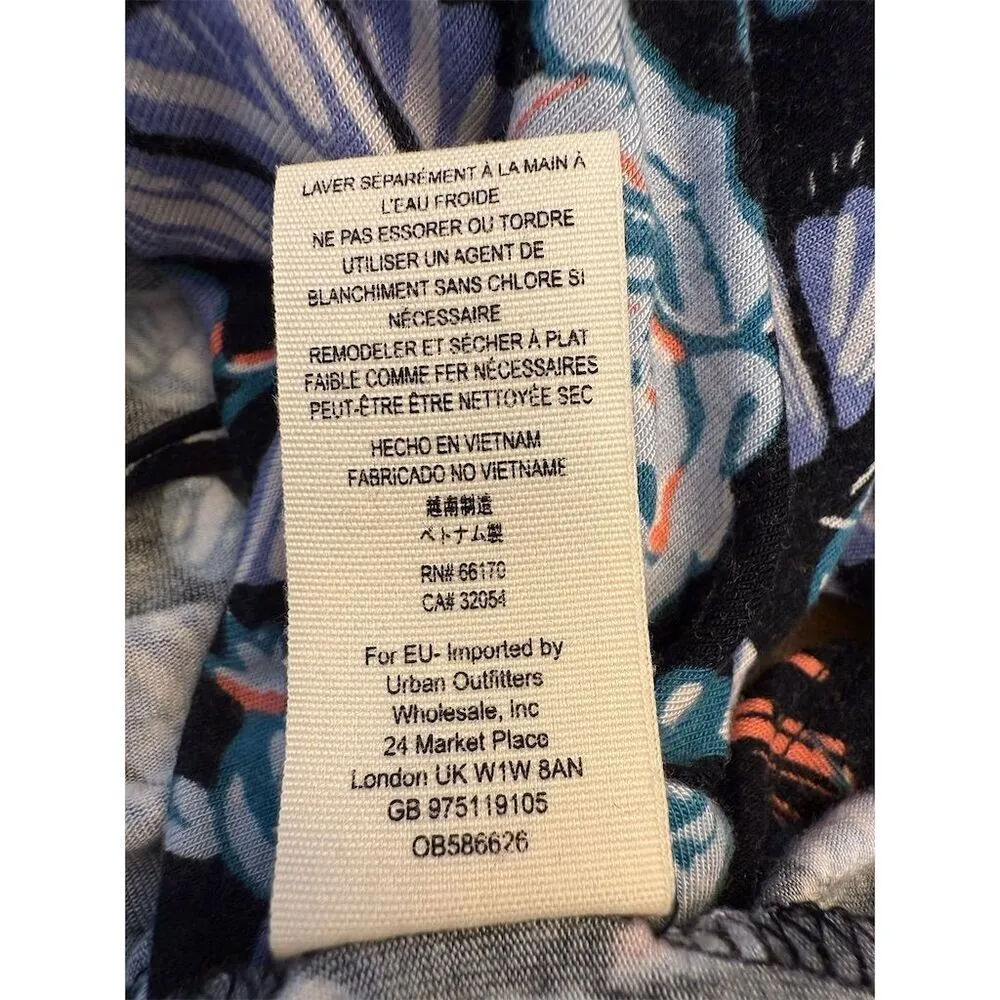 LAVER SÉPARÉMENT À LA MAIN À
L'EAU FROIDE
NE PAS ESSORER OU TORDRE
UTILISER UN AGENT DE
BLANCHIMENT SANS CHLORE SI
NÉCESSAIRE
REMODELER ET SÉCHER À PLAT
FAIBLE COMME FER NÉCESSAIRES
PEUT-ÊTRE ÊTRE NETTOYÉE SEC
HECHO EN VIETNAM
FABRICADO NO VIETNAME
越南制造
ベトナム製
RN# 66170
CA# 32054
For EU- Imported by
Urban Outfitters
Wholesale, Inc
24 Market Place
London UK W1W 8AN
GB 975119105
OB586626